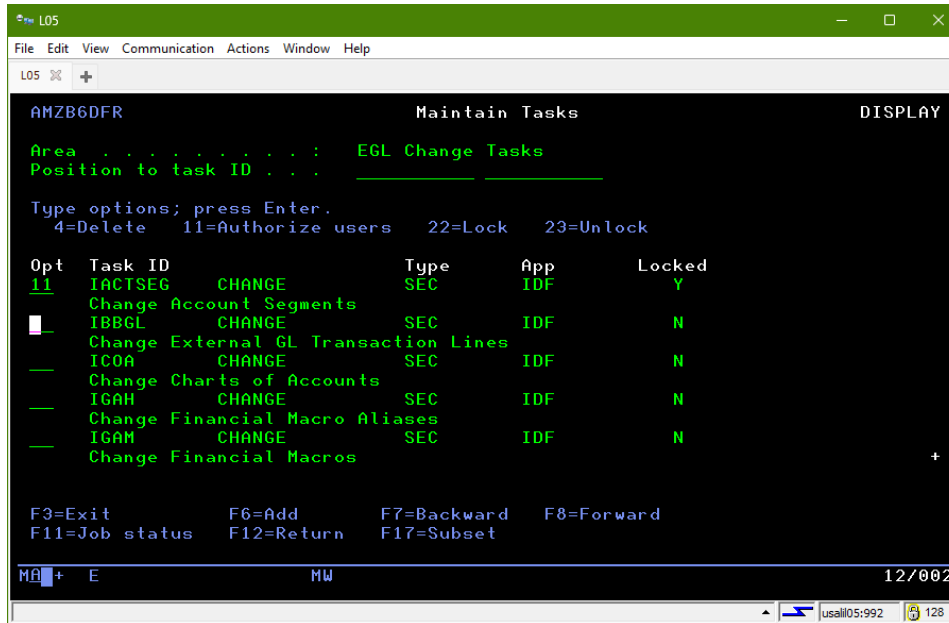 L05
File Edit View Communication Actions Window Help
L05
AMZB6DFR Maintain Tasks DISPLAY
Area . . . . . . . . . . : EGL Change Tasks
Position to task ID . . .
Type options; press Enter.
4=Delete 11=Authorize users 22=Lock 23=Unlock
Opt Task ID Type App Locked
11 IACTSEG CHANGE SEC IDF Y
Change Account Segments
IBBGL CHANGE SEC IDF N
Change External GL Transaction Lines
ICOA CHANGE SEC IDF N
Change Charts of Accounts
IGAH CHANGE SEC IDF N
Change Financial Macro Aliases
IGAM CHANGE SEC IDF N
Change Financial Macros +
F3=Exit F6=Add F7=Backward F8=Forward
F11=Job status F12=Return F17=Subset
MA + E MW 12/002
usalil05:992 128